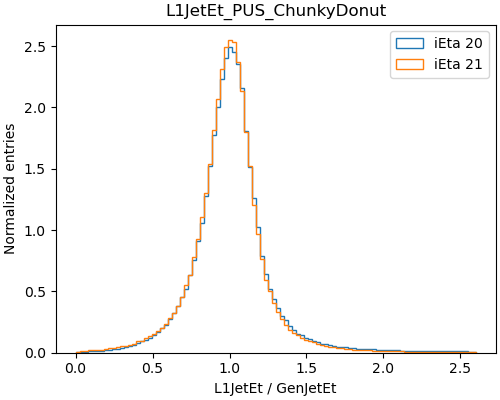 L1JetEt_PUS_ChunkyDonut
iEta 20
iEta 21
Normalized entries
2.5
2.0
1.5
1.0
0.5
0.0
0.0 0.5 1.0 1.5 2.0 2.5
L1JetEt / GenJetEt